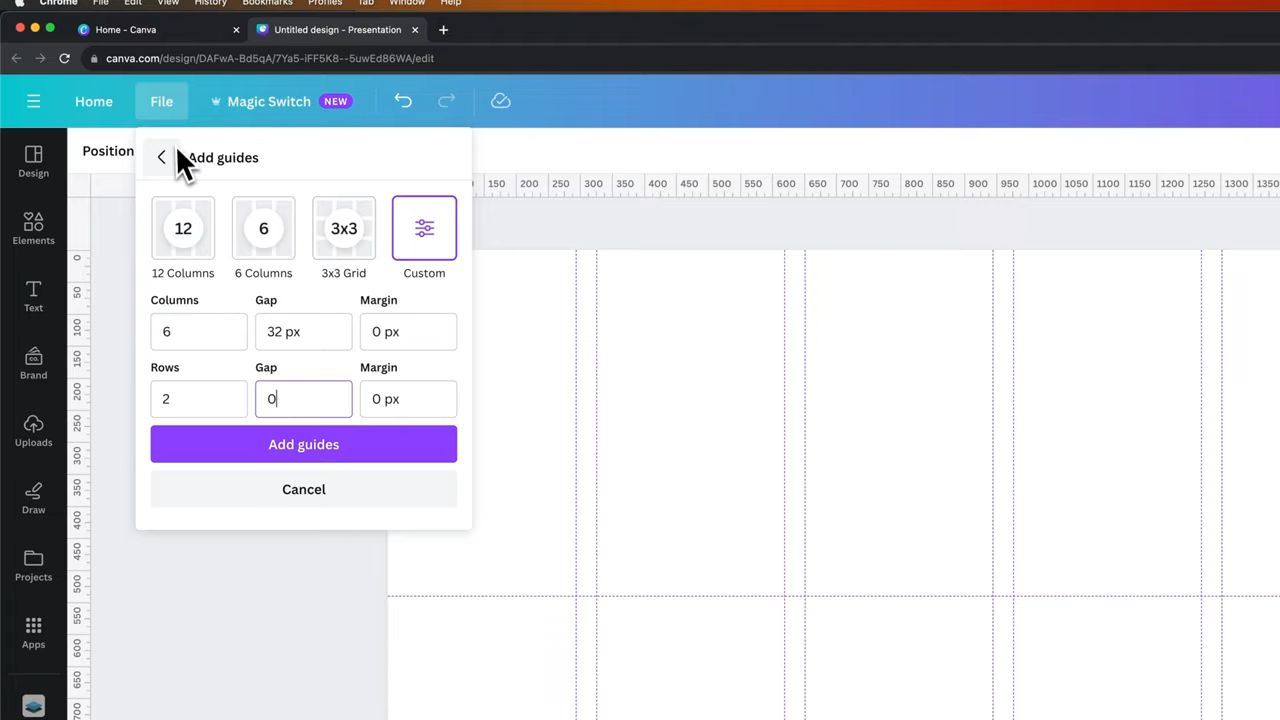 Chrome File Edit View History Bookmarks Profiles Tab Window Help
Home - Canva Untitled design - Presentation
canva.com/design/DAFwA-Bd5qA/7Ya5-iFF5K8--5uwEd86WA/edit
Home File Magic Switch NEW
Position
Add guides
150 200 250 300 350 400 450 500 550 600 650 700 750 800 850 900 950 1000 1050 1100 1150 1200 1250 1300 1350
12 6 3x3
12 Columns 6 Columns 3x3 Grid Custom
Columns Gap Margin
6 32 px 0 px
Rows Gap Margin
2 0 0 px
Add guides
Cancel
Design
Elements
Text
Brand
Uploads
Draw
Projects
Apps
0
50
100
150
200
250
300
350
400
450
500
550
600
650
700